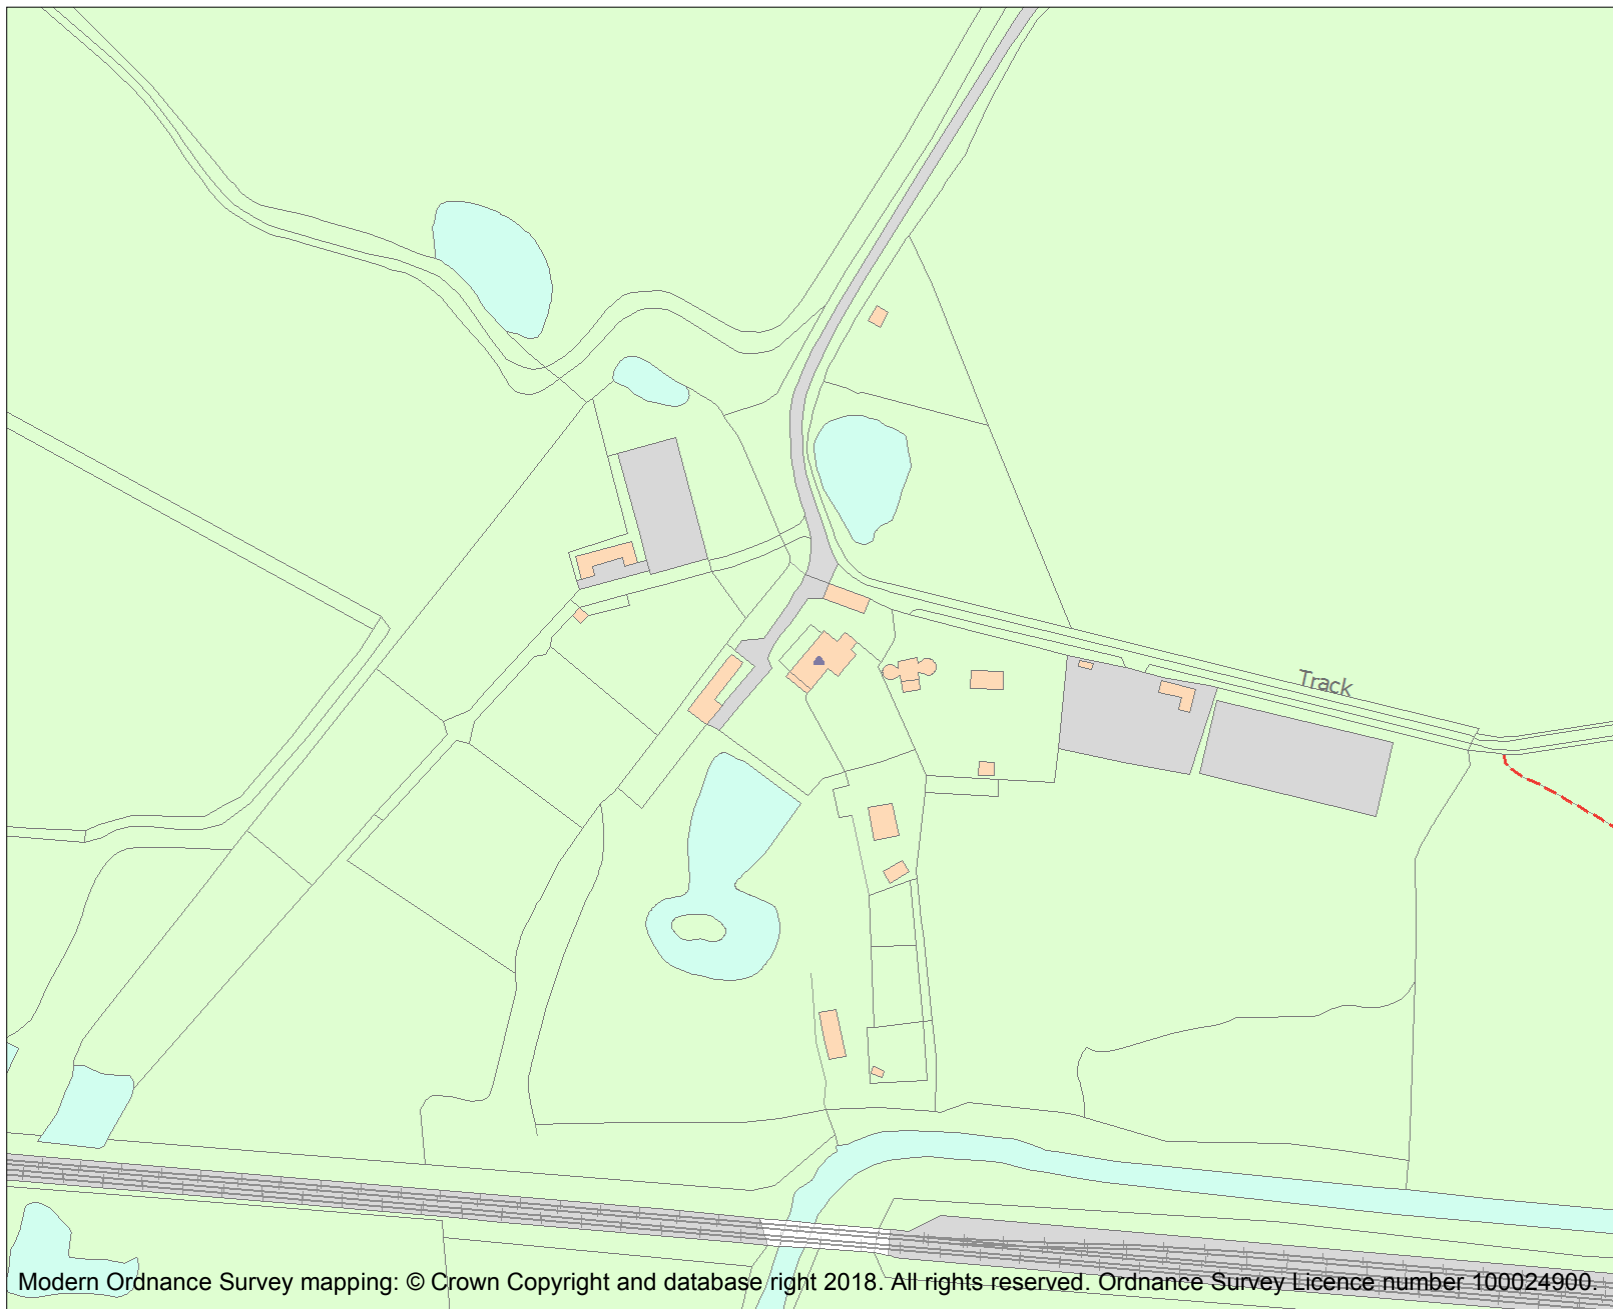 Track
Modern Ordnance Survey mapping: © Crown Copyright and database right 2018. All rights reserved. Ordnance Survey Licence number 100024900.